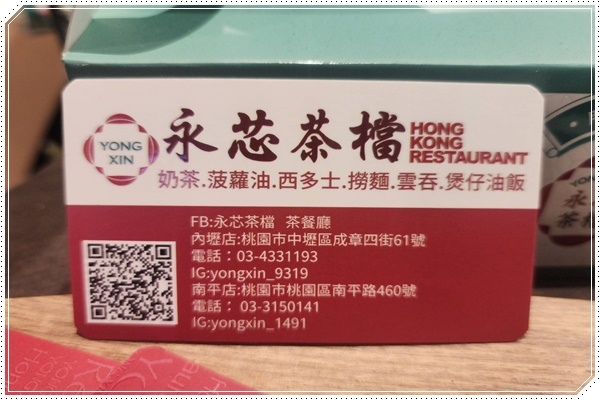 YONG
XIN
永芯茶檔
HONG
KONG
RESTAURANT
奶茶.菠蘿油.西多士.撈麵.雲吞.煲仔油飯
FB:永芯茶檔 茶餐廳
內壢店:桃園市中壢區成章四街61號
電話：03-4331193
IG:yongxin_9319
南平店:桃園市桃園區南平路460號
電話： 03-3150141
IG:yongxin_1491
永
茶檔